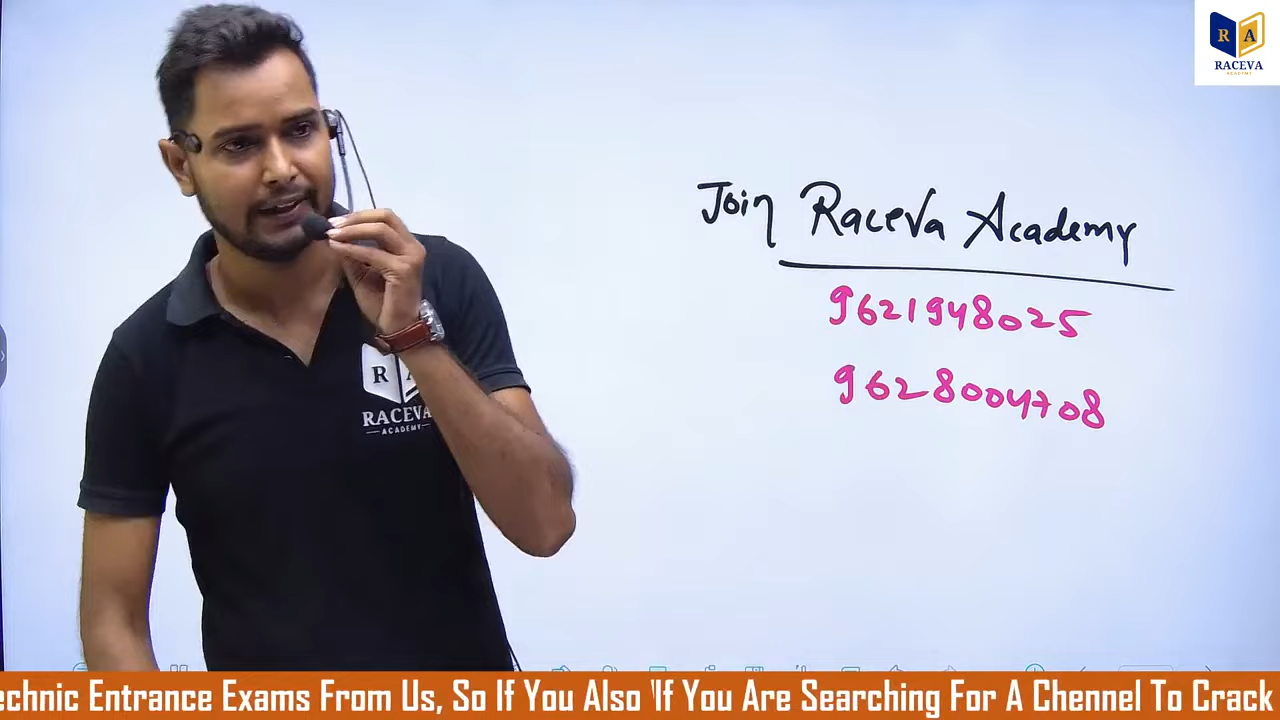 R A
RACEVA
ACADEMY
Join Raceva Academy
9621948025
9628004708
R A
RACEVA
ACADEMY
echnic Entrance Exams From Us, So If You Also 'If You Are Searching For A Chennel To Crack